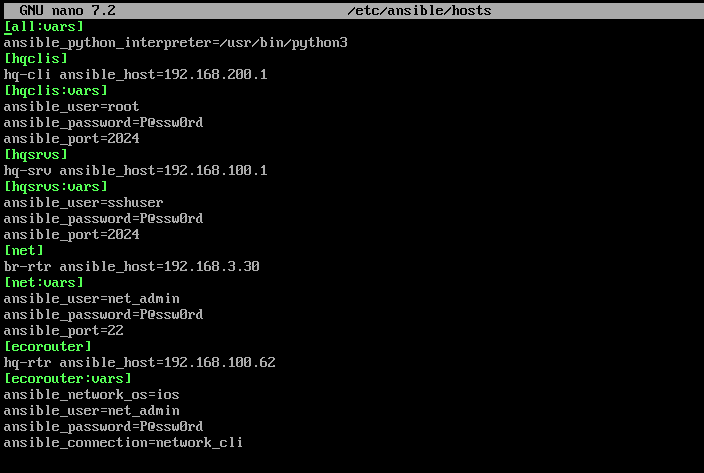 GNU nano 7.2 /etc/ansible/hosts
[all:vars]
ansible_python_interpreter=/usr/bin/python3
[hqclis]
hq-cli ansible_host=192.168.200.1
[hqclis:vars]
ansible_user=root
ansible_password=P@ssw0rd
ansible_port=2024
[hqsrvs]
hq-srv ansible_host=192.168.100.1
[hqsrvs:vars]
ansible_user=sshuser
ansible_password=P@ssw0rd
ansible_port=2024
[net]
br-rtr ansible_host=192.168.3.30
[net:vars]
ansible_user=net_admin
ansible_password=P@ssw0rd
ansible_port=22
[ecorouter]
hq-rtr ansible_host=192.168.100.62
[ecorouter:vars]
ansible_network_os=ios
ansible_user=net_admin
ansible_password=P@ssw0rd
ansible_connection=network_cli